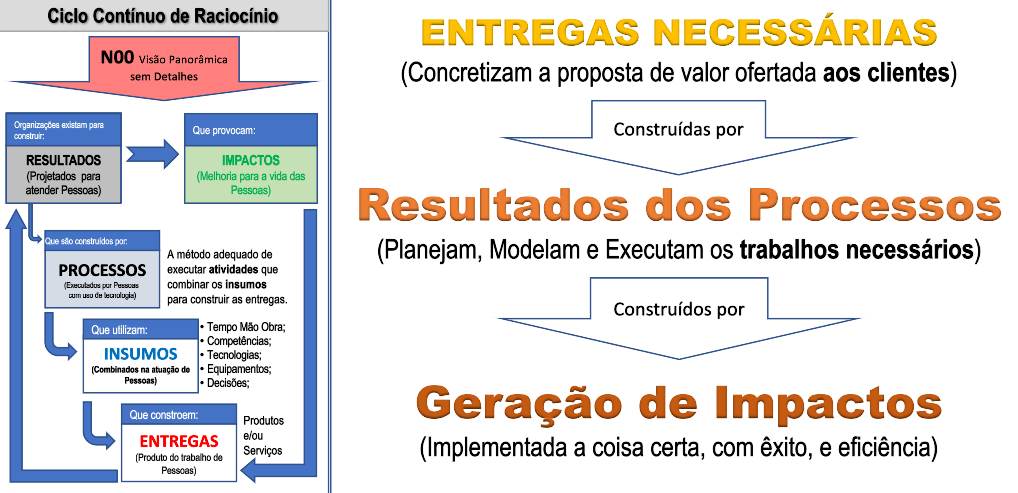 Ciclo Contínuo de Raciocínio
N00 Visão Panorâmica
sem Detalhes
Organizações existam para
construir:
RESULTADOS
(Projetados para
atender Pessoas)
Que provocam:
IMPACTOS
(Melhoria para a vida das
Pessoas)
Que são construídos por:
PROCESSOS
(Executados por Pessoas
com uso de tecnologia)
A método adequado de
executar atividades que
combinar os insumos
para construir as entregas.
Que utilizam:
INSUMOS
(Combinados na atuação de
Pessoas)
• Tempo Mão Obra;
• Competências;
• Tecnologias;
• Equipamentos;
• Decisões;
Que constroem:
ENTREGAS
(Produto do trabalho de
Pessoas)
Produtos
e/ou
Serviços
ENTREGAS NECESSÁRIAS
(Concretizam a proposta de valor ofertada aos clientes)
Construídas por
Resultados dos Processos
(Planejam, Modelam e Executam os trabalhos necessários)
Construídos por
Geração de Impactos
(Implementada a coisa certa, com êxito, e eficiência)